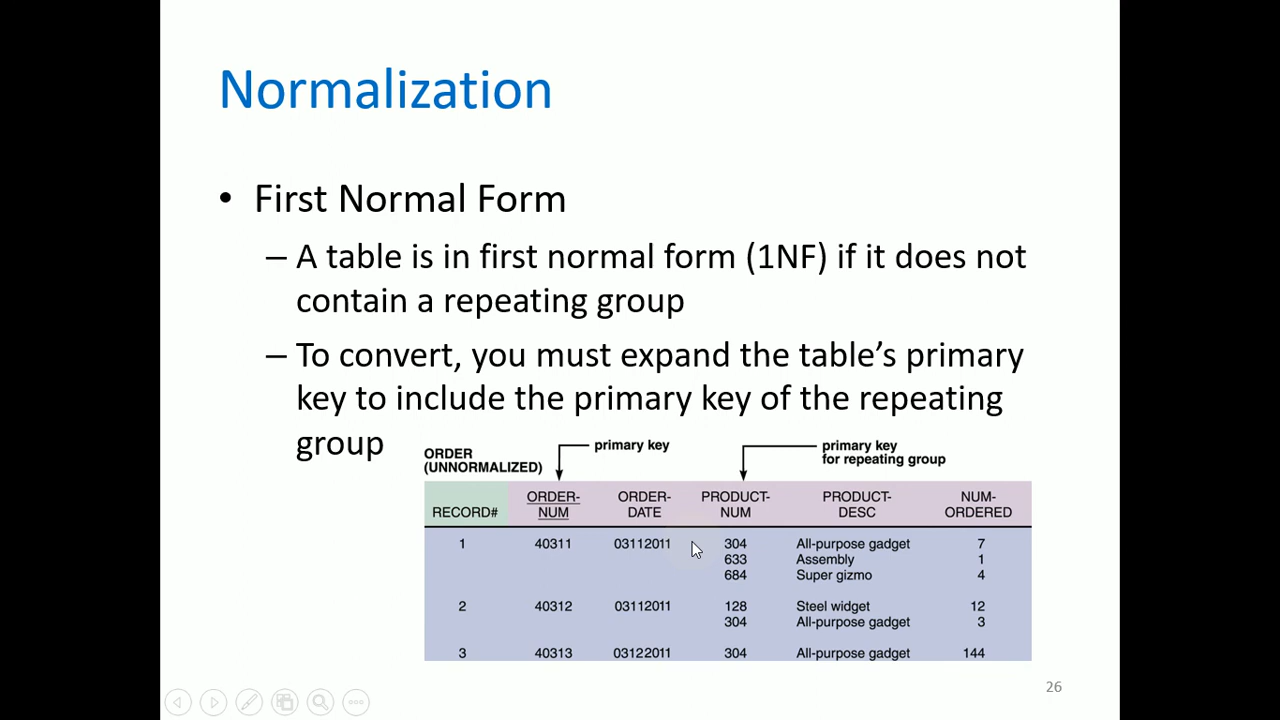 Normalization
• First Normal Form
– A table is in first normal form (1NF) if it does not
contain a repeating group
– To convert, you must expand the table’s primary
key to include the primary key of the repeating
group
ORDER
(UNNORMALIZED)
primary key
primary key
for repeating group
RECORD# ORDER-NUM ORDER-DATE PRODUCT-NUM PRODUCT-DESC NUM-ORDERED
1 40311 03112011 304 All-purpose gadget 7
633 Assembly 1
684 Super gizmo 4
2 40312 03112011 128 Steel widget 12
304 All-purpose gadget 3
3 40313 03122011 304 All-purpose gadget 144
26